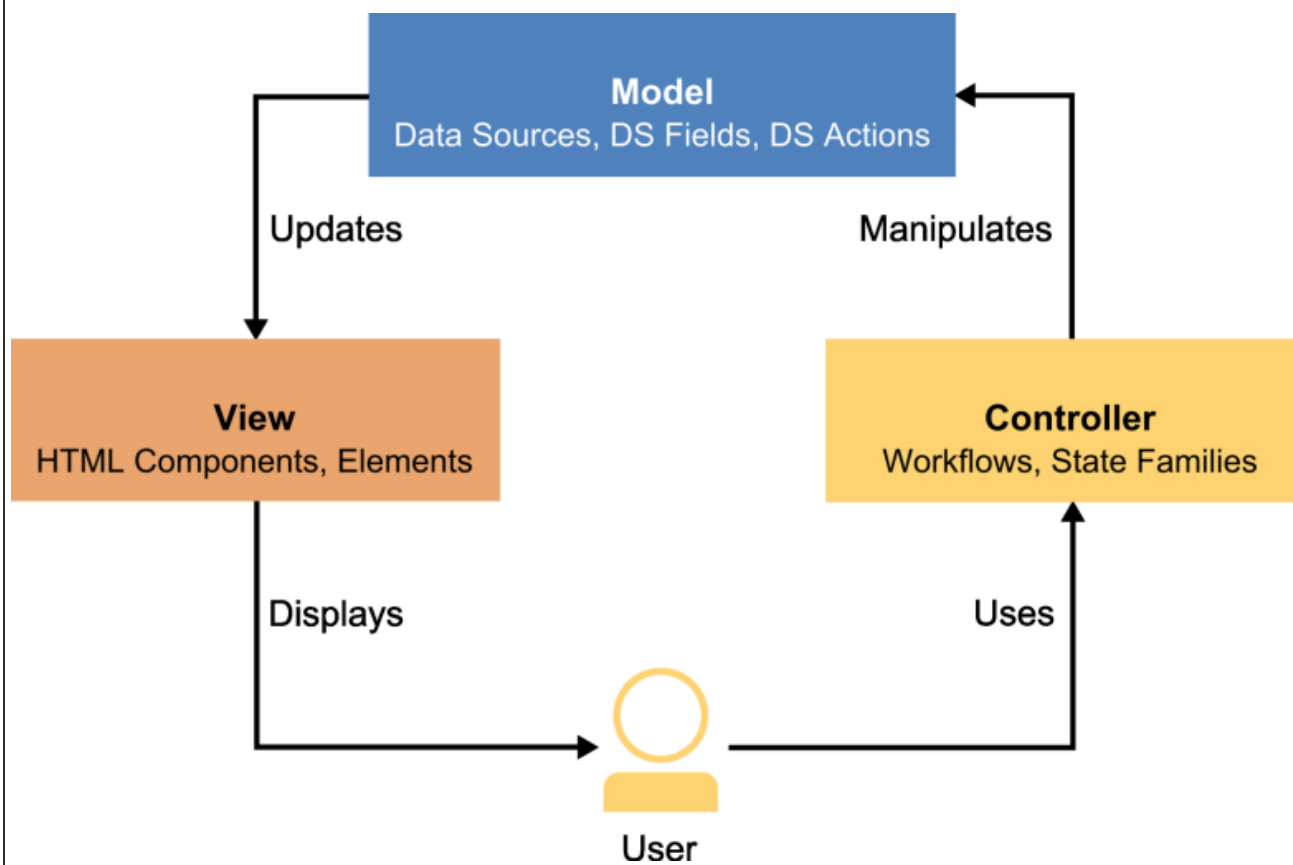 Model
Data Sources, DS Fields, DS Actions
Updates
Manipulates
View
HTML Components, Elements
Controller
Workflows, State Families
Displays
Uses
User